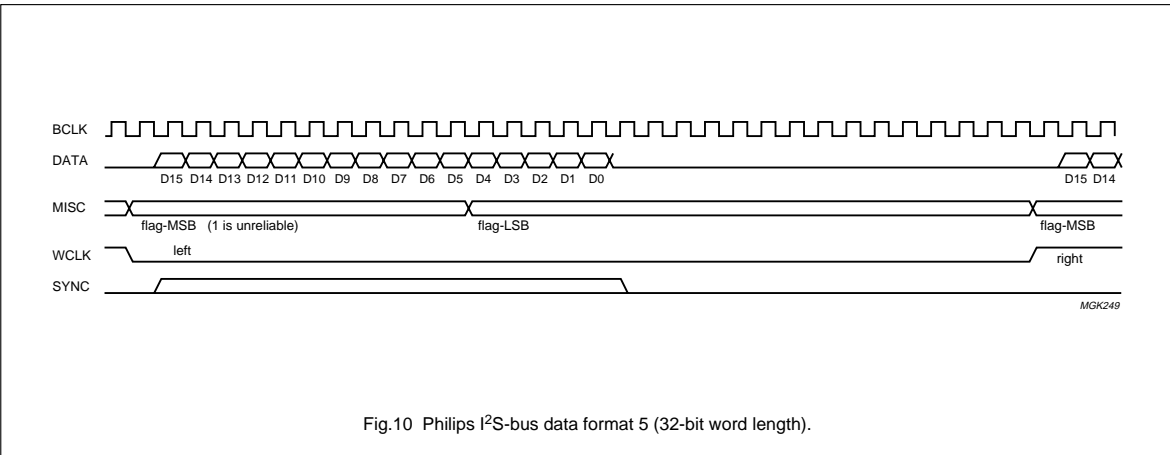 BCLK
DATA
D15 D14 D13 D12 D11 D10 D9 D8 D7 D6 D5 D4 D3 D2 D1 D0 D15 D14
MISC
flag-MSB (1 is unreliable) flag-LSB flag-MSB
WCLK left right
SYNC
MGK249
Fig.10 Philips I²S-bus data format 5 (32-bit word length).